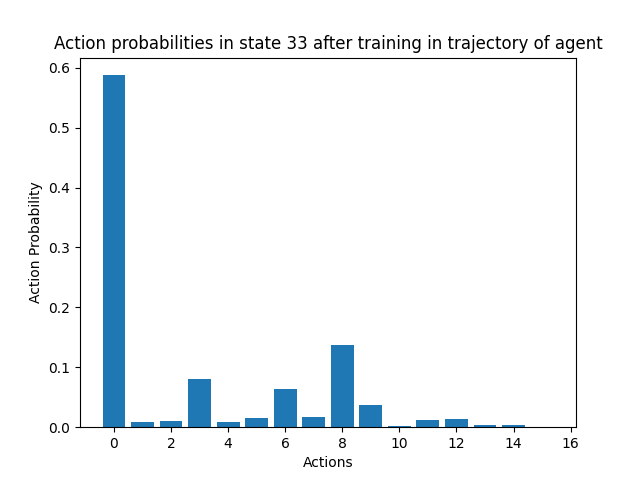 Action probabilities in state 33 after training in trajectory of agent
0.6
0.5
0.4
0.3
0.2
0.1
0.0
Action Probability
0 2 4 6 8 10 12 14 16
Actions